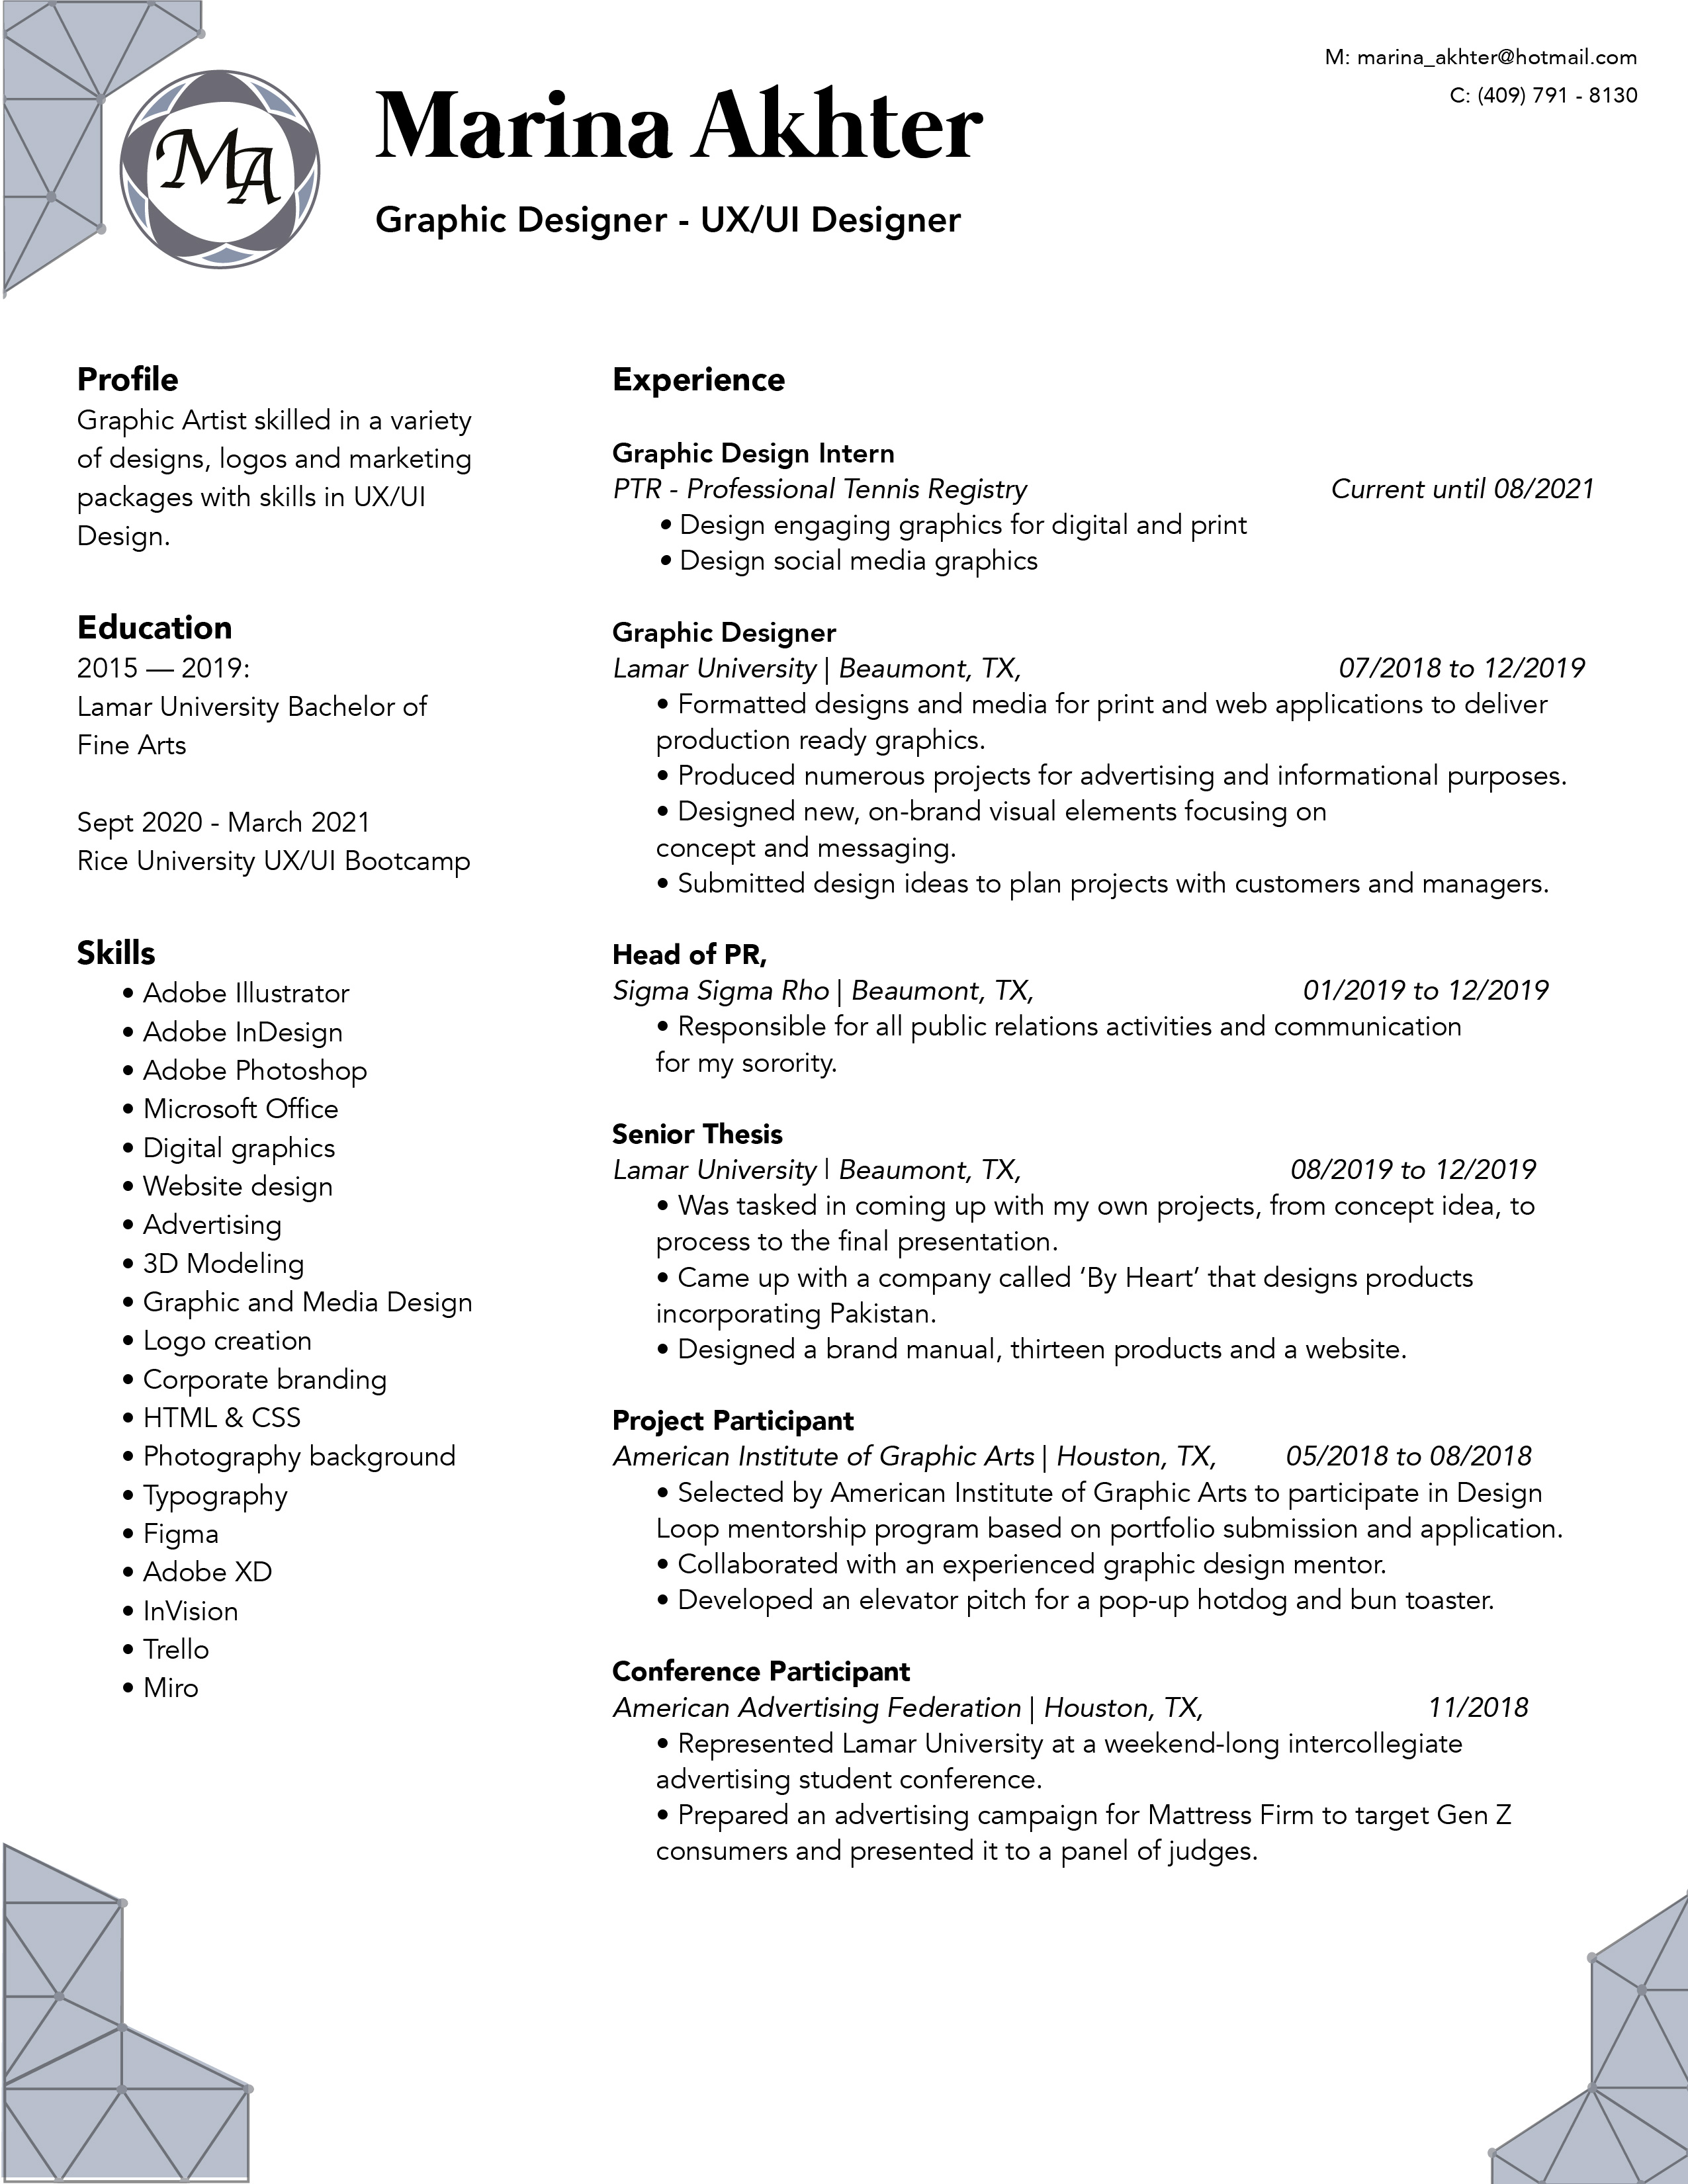 M: marina_akhter@hotmail.com
C: (409) 791 - 8130
MA
Marina Akhter
Graphic Designer - UX/UI Designer
Profile
Graphic Artist skilled in a variety
of designs, logos and marketing
packages with skills in UX/UI
Design.
Education
2015 — 2019:
Lamar University Bachelor of
Fine Arts
Sept 2020 - March 2021
Rice University UX/UI Bootcamp
Skills
• Adobe Illustrator
• Adobe InDesign
• Adobe Photoshop
• Microsoft Office
• Digital graphics
• Website design
• Advertising
• 3D Modeling
• Graphic and Media Design
• Logo creation
• Corporate branding
• HTML & CSS
• Photography background
• Typography
• Figma
• Adobe XD
• InVision
• Trello
• Miro
Experience
Graphic Design Intern
PTR - Professional Tennis Registry Current until 08/2021
• Design engaging graphics for digital and print
• Design social media graphics
Graphic Designer
Lamar University | Beaumont, TX, 07/2018 to 12/2019
• Formatted designs and media for print and web applications to deliver
production ready graphics.
• Produced numerous projects for advertising and informational purposes.
• Designed new, on-brand visual elements focusing on
concept and messaging.
• Submitted design ideas to plan projects with customers and managers.
Head of PR,
Sigma Sigma Rho | Beaumont, TX, 01/2019 to 12/2019
• Responsible for all public relations activities and communication
for my sorority.
Senior Thesis
Lamar University | Beaumont, TX, 08/2019 to 12/2019
• Was tasked in coming up with my own projects, from concept idea, to
process to the final presentation.
• Came up with a company called ‘By Heart’ that designs products
incorporating Pakistan.
• Designed a brand manual, thirteen products and a website.
Project Participant
American Institute of Graphic Arts | Houston, TX, 05/2018 to 08/2018
• Selected by American Institute of Graphic Arts to participate in Design
Loop mentorship program based on portfolio submission and application.
• Collaborated with an experienced graphic design mentor.
• Developed an elevator pitch for a pop-up hotdog and bun toaster.
Conference Participant
American Advertising Federation | Houston, TX, 11/2018
• Represented Lamar University at a weekend-long intercollegiate
advertising student conference.
• Prepared an advertising campaign for Mattress Firm to target Gen Z
consumers and presented it to a panel of judges.